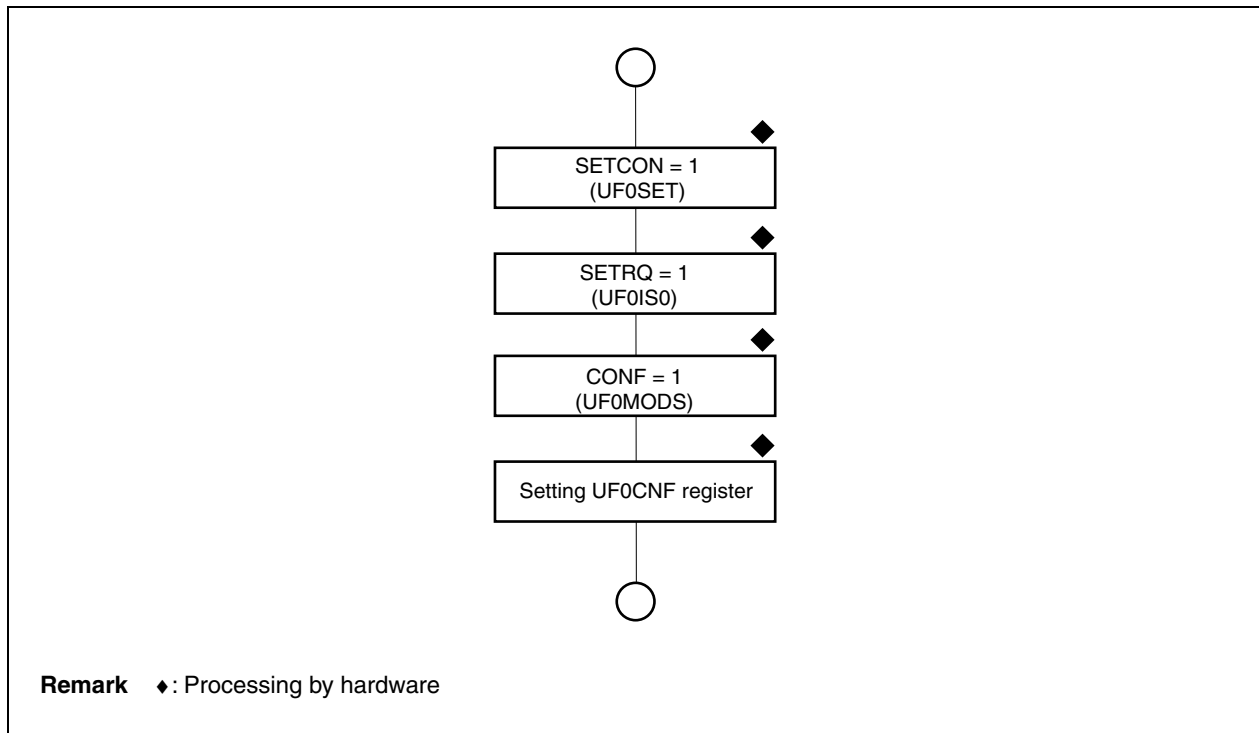 SETCON = 1
(UF0SET)
SETRQ = 1
(UF0IS0)
CONF = 1
(UF0MODS)
Setting UF0CNF register
Remark ♦: Processing by hardware